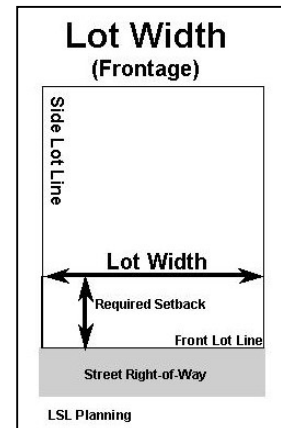 Lot Width
(Frontage)
Side Lot Line
Lot Width
Required Setback
Front Lot Line
Street Right-of-Way
LSL Planning